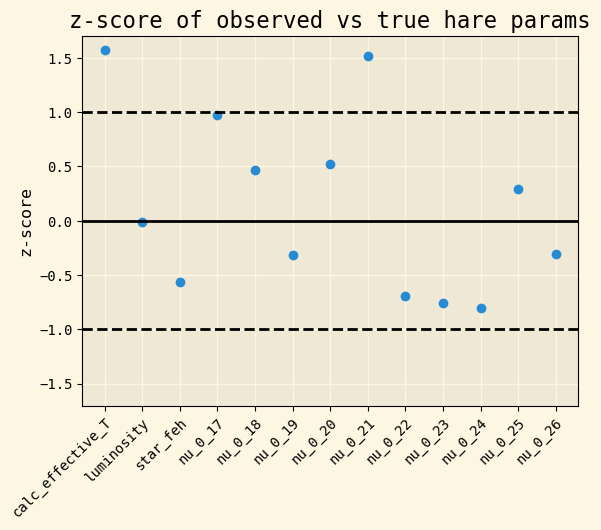 z-score of observed vs true hare params
z-score
1.5
1.0
0.5
0.0
−0.5
−1.0
−1.5
calc_effective_T
luminosity
star_feh
nu_0_17
nu_0_18
nu_0_19
nu_0_20
nu_0_21
nu_0_22
nu_0_23
nu_0_24
nu_0_25
nu_0_26